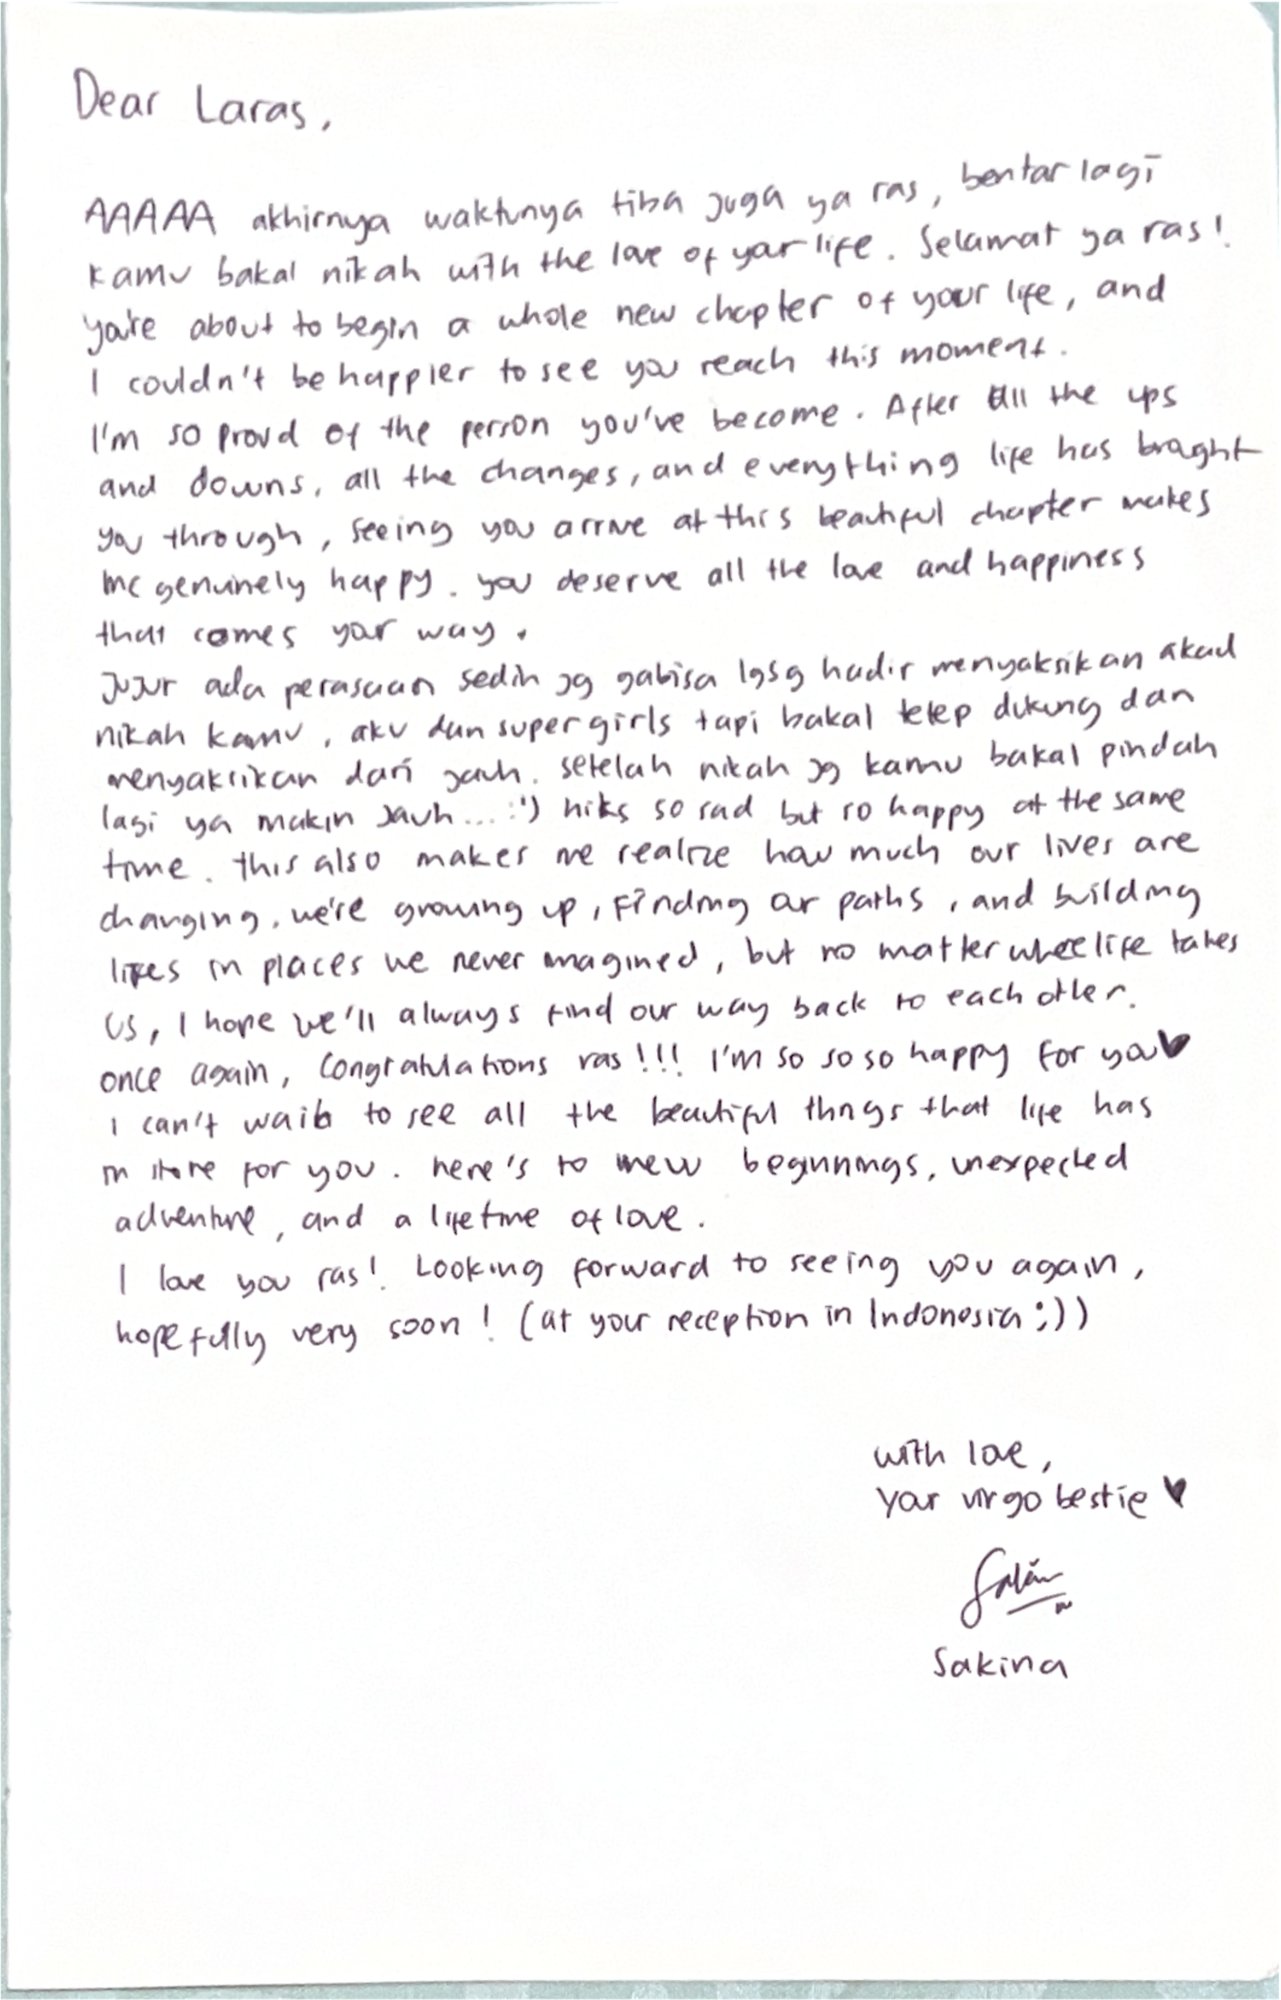 Dear Laras,
AAAAA akhirnya waktunya tiba juga ya ras, bentar lagi
kamu bakal nikah with the love of your life. Selamat ya ras!
you're about to begin a whole new chapter of your life, and
I couldn't be happier to see you reach this moment.
I'm so proud of the person you've become. After all the ups
and downs, all the changes, and everything life has brought
you through, seeing you arrive at this beautiful chapter makes
me genuinely happy. you deserve all the love and happiness
that comes your way.
Jujur ada perasaan sedih jg gabisa lgsg hadir menyaksikan akad
nikah kamu, aku dan supergirls tapi bakal tetep dukung dan
menyaksikan dari jauh. setelah nikah jg kamu bakal pindah
lagi ya makin jauh... :') hiks so sad but so happy at the same
time. this also makes me realize how much our lives are
changing. we're growing up, finding our paths, and building
lifes in places we never imagined, but no matter where life takes
us, I hope we'll always find our way back to each other.
once again, congratulations ras!!! I'm so so so happy for you♥
I can't wait to see all the beautiful things that life has
in store for you. here's to new beginnings, unexpected
adventure, and a lifetime of love.
I love you ras! Looking forward to seeing you again,
hopefully very soon! (at your reception in Indonesia ;))
with love,
your virgo bestie ♥
Sakina